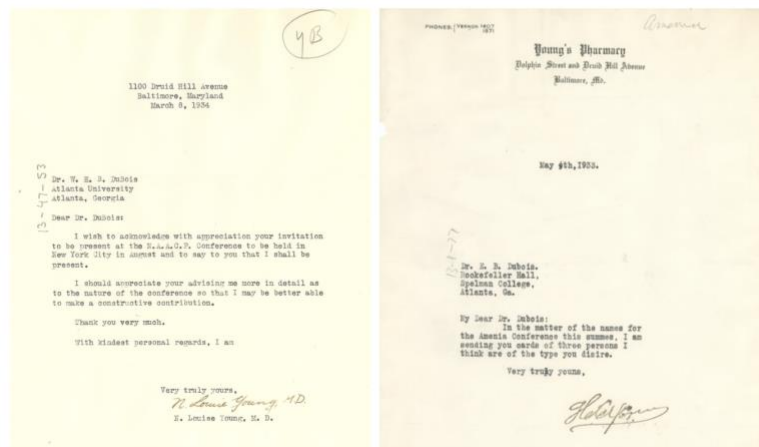 YB
1100 Druid Hill Avenue
Baltimore, Maryland
March 8, 1934
13-47-53
Dr. W. E. B. DuBois
Atlanta University
Atlanta, Georgia
Dear Dr. DuBois:
I wish to acknowledge with appreciation your invitation
to be present at the N.A.A.C.P. Conference to be held in
New York City in August and to say to you that I shall be
present.
I should appreciate your advising me more in detail as
to the nature of the conference so that I may be better able
to make a constructive contribution.
Thank you very much.
With kindest personal regards, I am
Very truly yours,
N. Louise Young, M.D.
N. Louise Young, M. D.
Amenia
PHONES: VERNON
Young's Pharmacy
Dolphin Street and Druid Hill Avenue
Baltimore, Md.
May th, 1933.
Dr. E. B. Dubois.
Rockefeller Hall,
Spelman College,
Atlanta, Ga.
My Dear Dr. Dubois:
In the matter of the names for
the Amenia Conference this summer, I am
sending you cards of three persons I
think are of the type you disire.
Very truly yours,